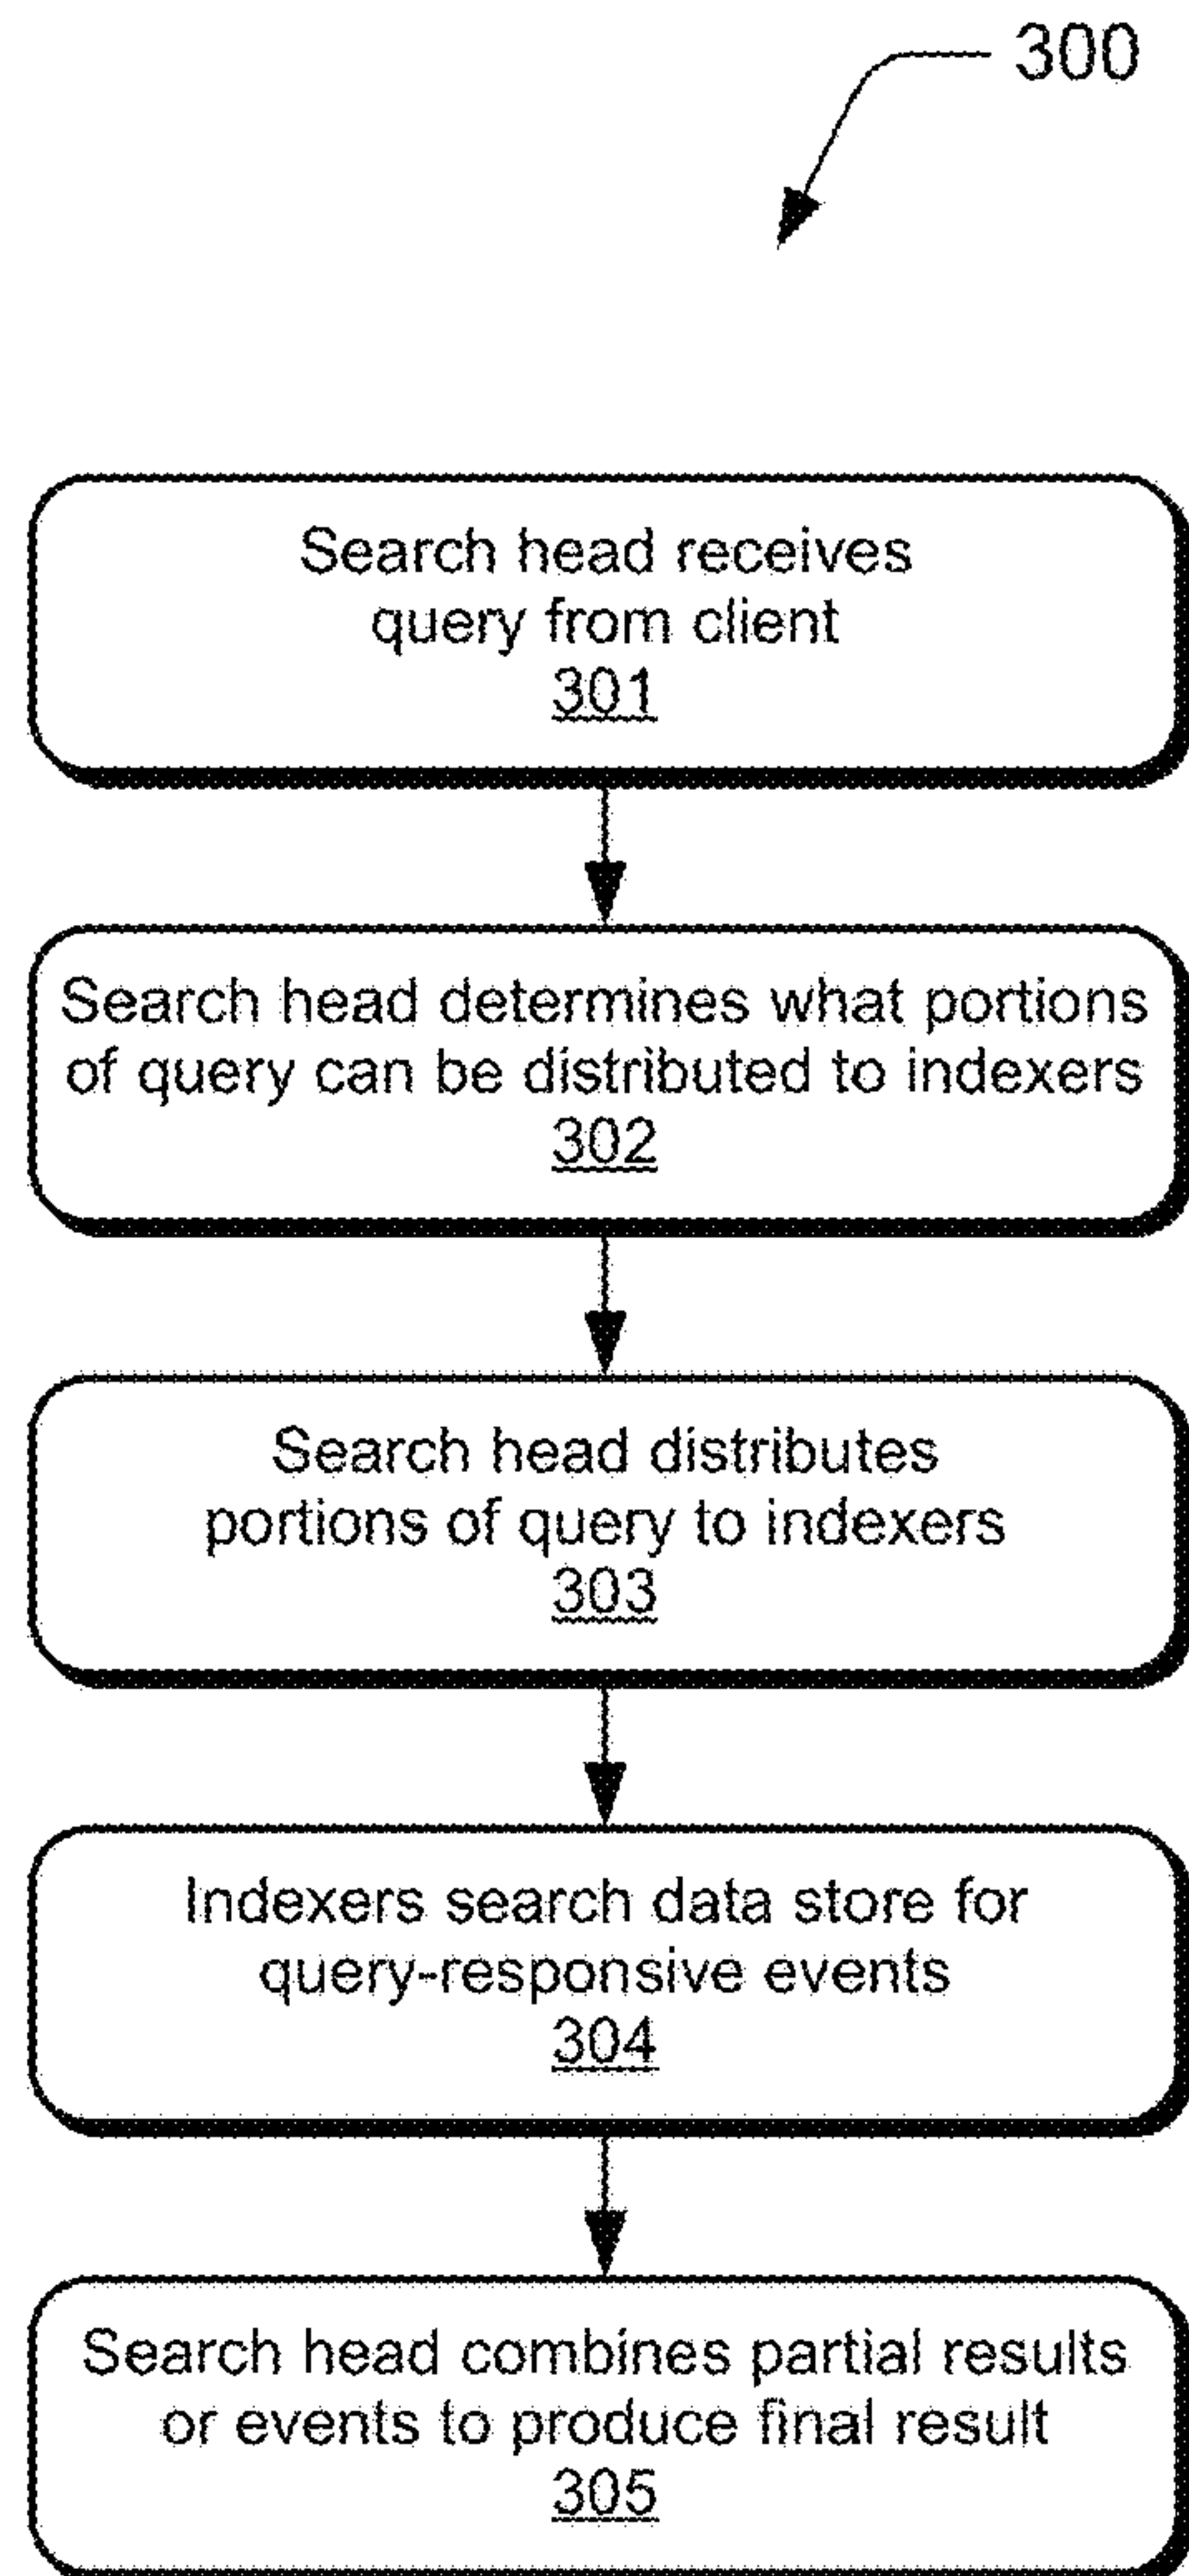 300
Search head receives
query from client
301
Search head determines what portions
of query can be distributed to indexers
302
Search head distributes
portions of query to indexers
303
Indexers search data store for
query-responsive events
304
Search head combines partial results
or events to produce final result
305